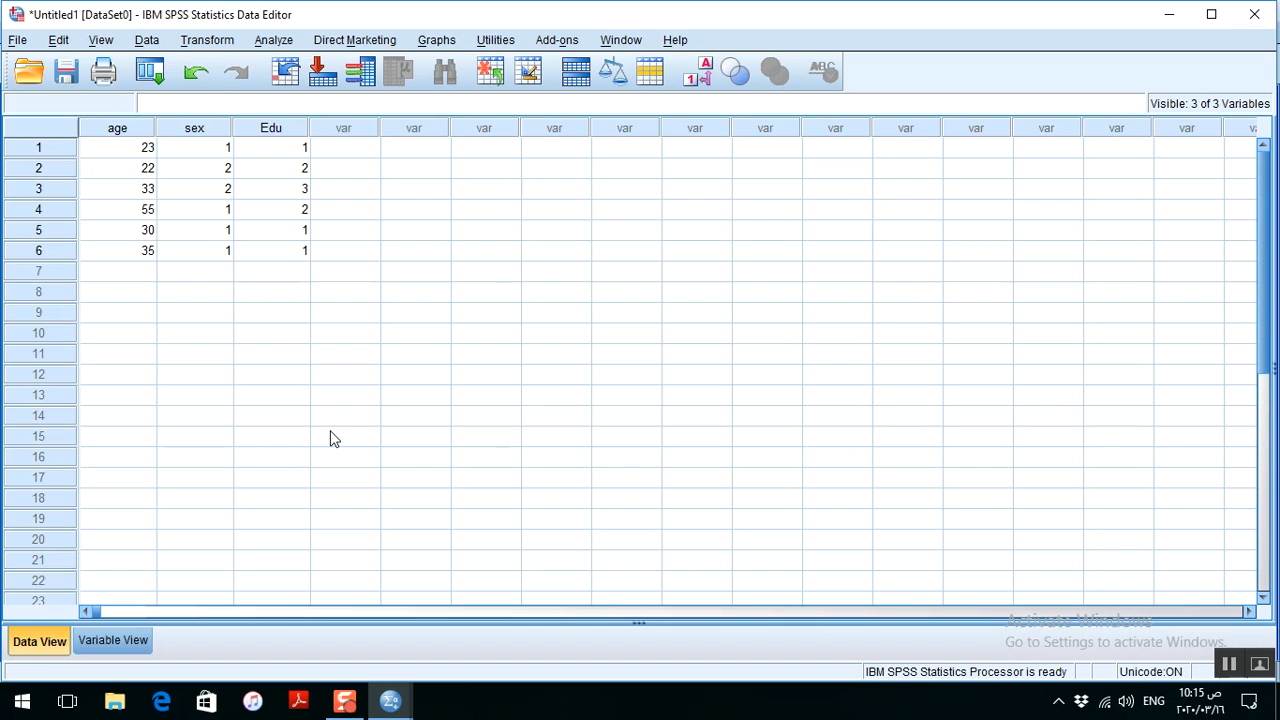 *Untitled1 [DataSet0] - IBM SPSS Statistics Data Editor
File Edit View Data Transform Analyze Direct Marketing Graphs Utilities Add-ons Window Help
1 A ABC
Visible: 3 of 3 Variables
age sex Edu var var var var var var var var var var var var var
1 23 1 1
2 22 2 2
3 33 2 3
4 55 1 2
5 30 1 1
6 35 1 1
7
8
9
10
11
12
13
14
15
16
17
18
19
20
21
22
23
Activate Windows
Data View Variable View Go to Settings to activate Windows.
IBM SPSS Statistics Processor is ready Unicode:ON
ENG 10:15 ص
٢٠٢٠/٠٣/١٦